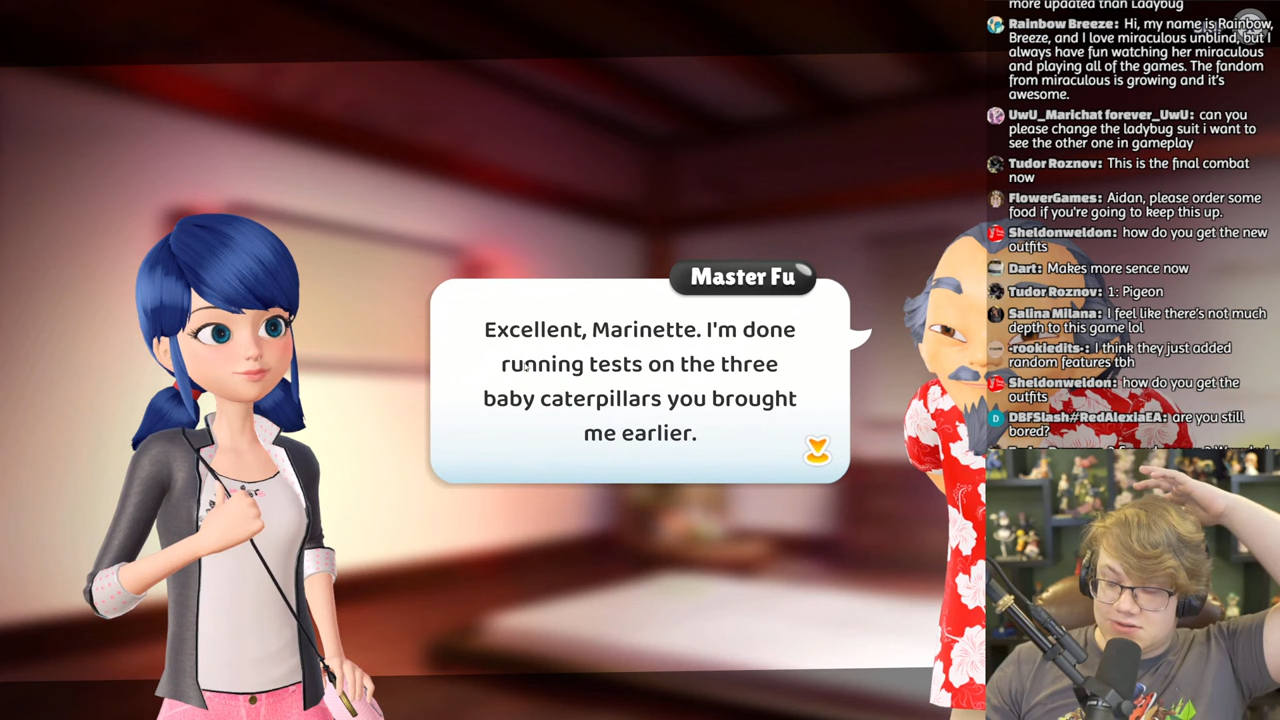 Master Fu
Excellent, Marinette. I'm done
running tests on the three
baby caterpillars you brought
me earlier.
more updated than Ladybug
Rainbow Breeze: Hi, my name is Rainbow,
Breeze, and I love miraculous unblind, but I
always have fun watching her miraculous
and playing all of the games. The fandom
from miraculous is growing and it's
awesome.
UwU_Marichat forever_UwU: can you
please change the ladybug suit i want to
see the other one in gameplay
Tudor Roznov: This is the final combat
now
FlowerGames: Aidan, please order some
food if you're going to keep this up.
Sheldonweldon: how do you get the new
outfits
Dart: Makes more sence now
Tudor Roznov: 1: Pigeon
Salina Milana: I feel like there's not much
depth to this game lol
-rookiedits-: I think they just added
random features tbh
Sheldonweldon: how do you get the
outfits
D
DBFSlash#RedAlexiaEA: are you still
bored?